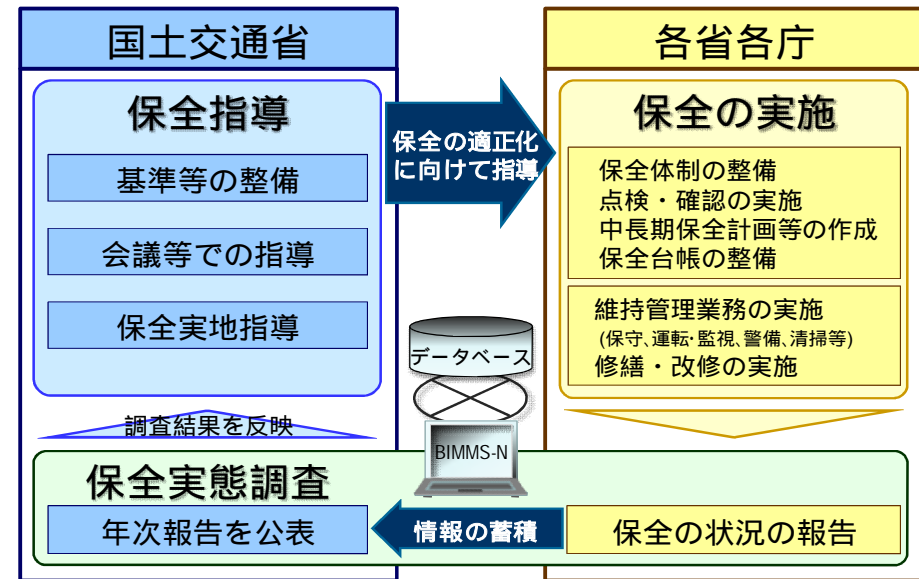 国土交通省
保全指導
基準等の整備
会議等での指導
保全実地指導
調査結果を反映
保全の適正化
に向けて指導
各省各庁
保全の実施
保全体制の整備
点検・確認の実施
中長期保全計画等の作成
保全台帳の整備
維持管理業務の実施
(保守、運転・監視、警備、清掃等)
修繕・改修の実施
データベース
BIMMS-N
保全実態調査
年次報告を公表
情報の蓄積
保全の状況の報告